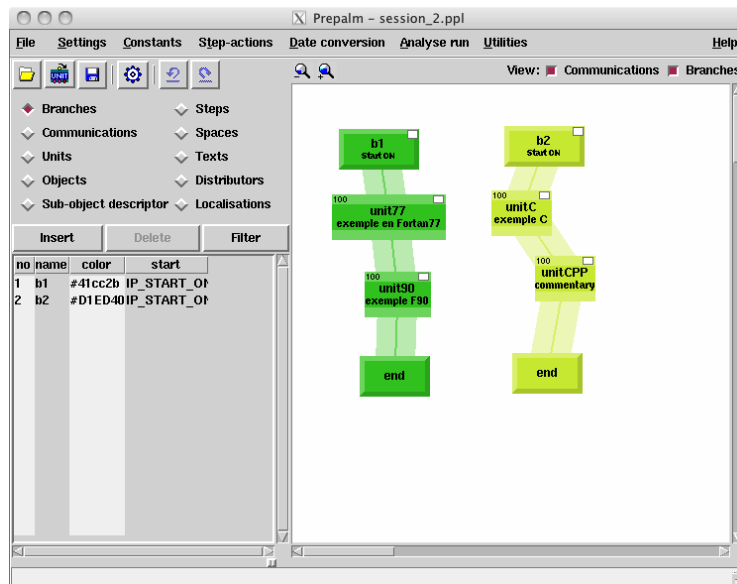 Prepalm - session_2.ppl
File Settings Constants Step-actions Date conversion Analyse run Utilities Help
UNIT
View: Communications Branches
Branches Steps
Communications Spaces
Units Texts
Objects Distributors
Sub-object descriptor Localisations
Insert Delete Filter
no name color start
1 b1 #41cc2b IP_START_ON
2 b2 #D1ED40 IP_START_ON
b1
start ON
100
unit77
exemple en Fortan77
100
unit90
exemple F90
end
b2
start ON
100
unitC
exemple C
100
unitCPP
commentary
end